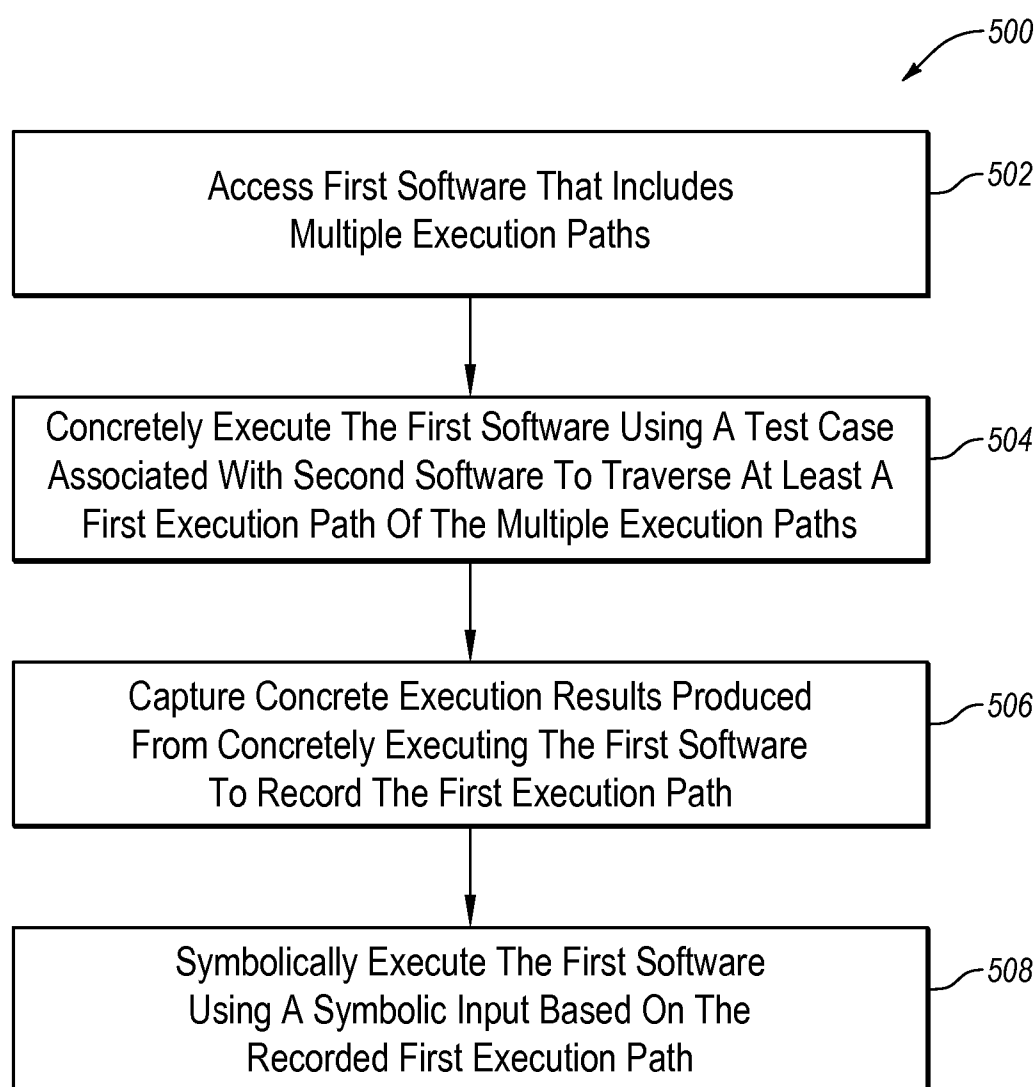 500
Access First Software That Includes
Multiple Execution Paths
502
Concretely Execute The First Software Using A Test Case
Associated With Second Software To Traverse At Least A
First Execution Path Of The Multiple Execution Paths
504
Capture Concrete Execution Results Produced
From Concretely Executing The First Software
To Record The First Execution Path
506
Symbolically Execute The First Software
Using A Symbolic Input Based On The
Recorded First Execution Path
508